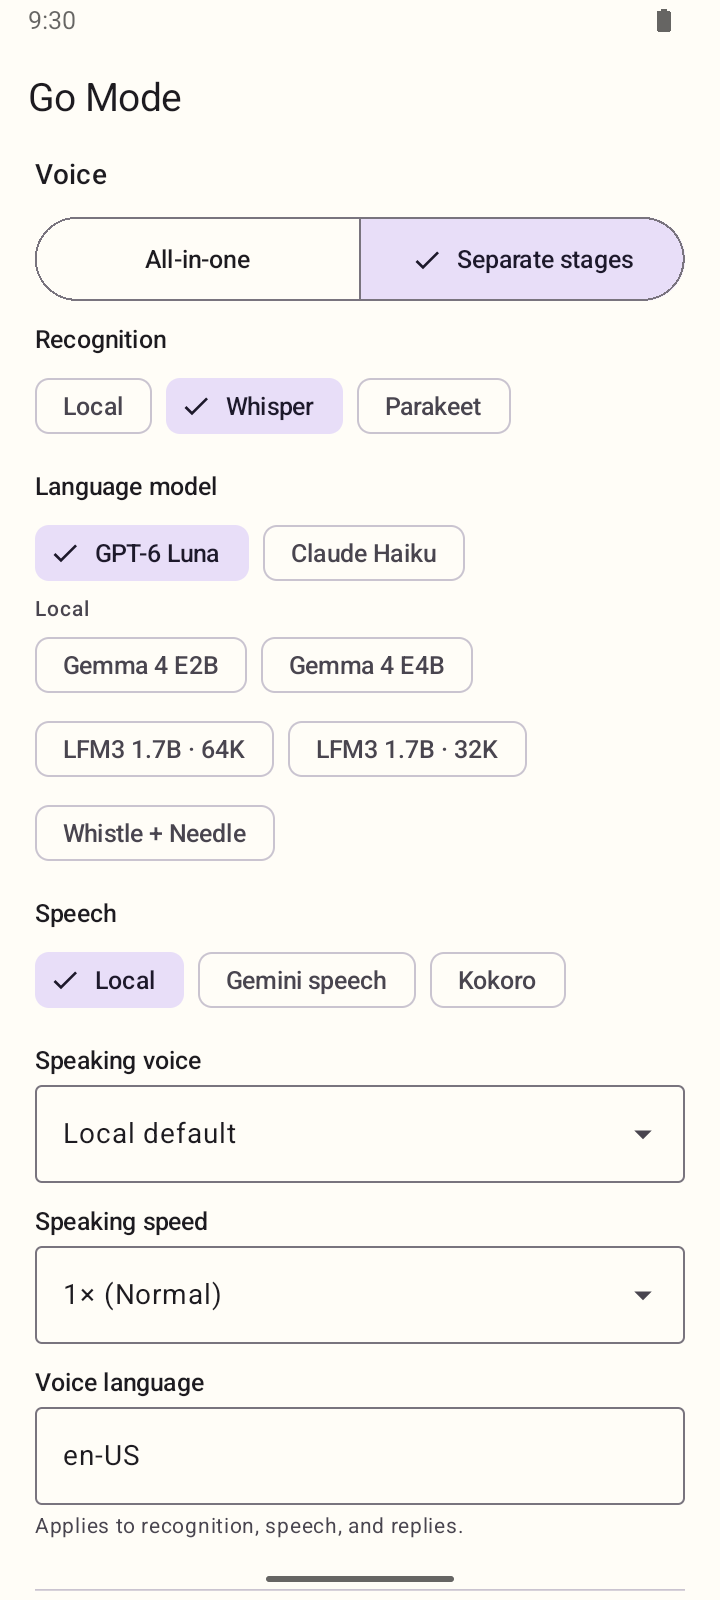 9:30
Go Mode
Voice
All-in-one
Separate stages
Recognition
Local
Whisper
Parakeet
Language model
GPT-6 Luna
Claude Haiku
Local
Gemma 4 E2B
Gemma 4 E4B
LFM3 1.7B · 64K
LFM3 1.7B · 32K
Whistle + Needle
Speech
Local
Gemini speech
Kokoro
Speaking voice
Local default
Speaking speed
1× (Normal)
Voice language
en-US
Applies to recognition, speech, and replies.